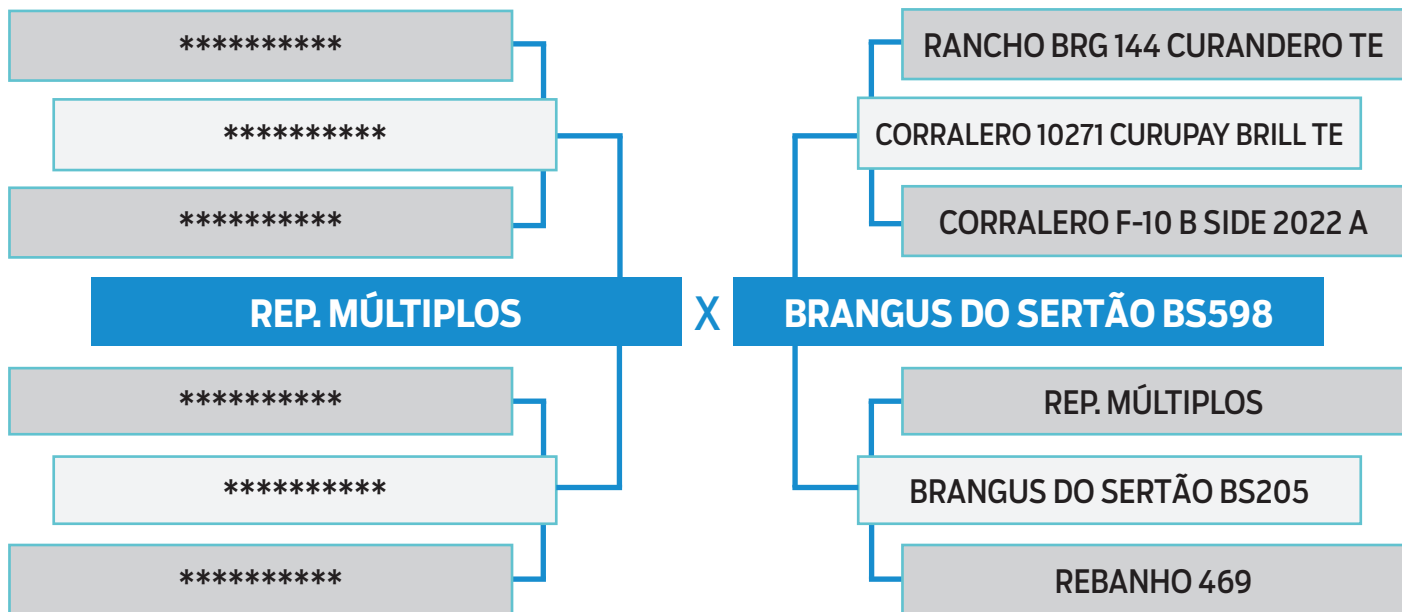 **********
**********
**********
REP. MÚLTIPLOS
**********
**********
**********
X
RANCHO BRG 144 CURANDERO TE
CORRALERO 10271 CURUPAY BRILL TE
CORRALERO F-10 B SIDE 2022 A
BRANGUS DO SERTÃO BS598
REP. MÚLTIPLOS
BRANGUS DO SERTÃO BS205
REBANHO 469